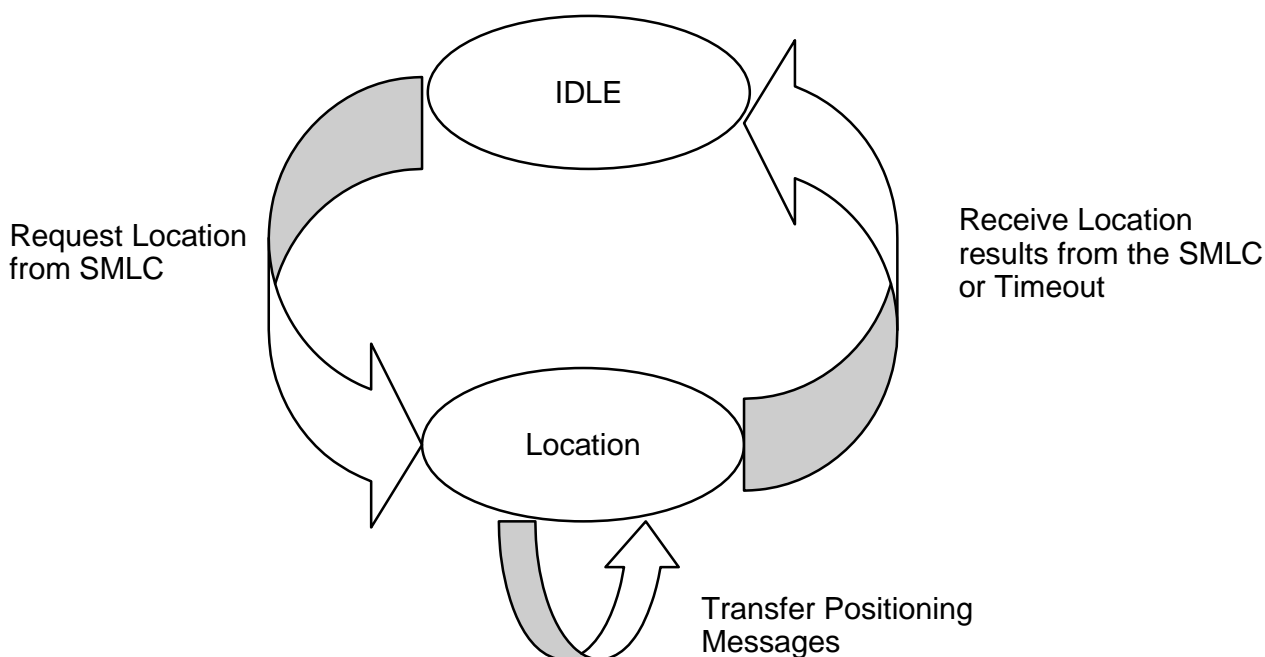 IDLE
Request Location
from SMLC
Receive Location
results from the SMLC
or Timeout
Location
Transfer Positioning
Messages